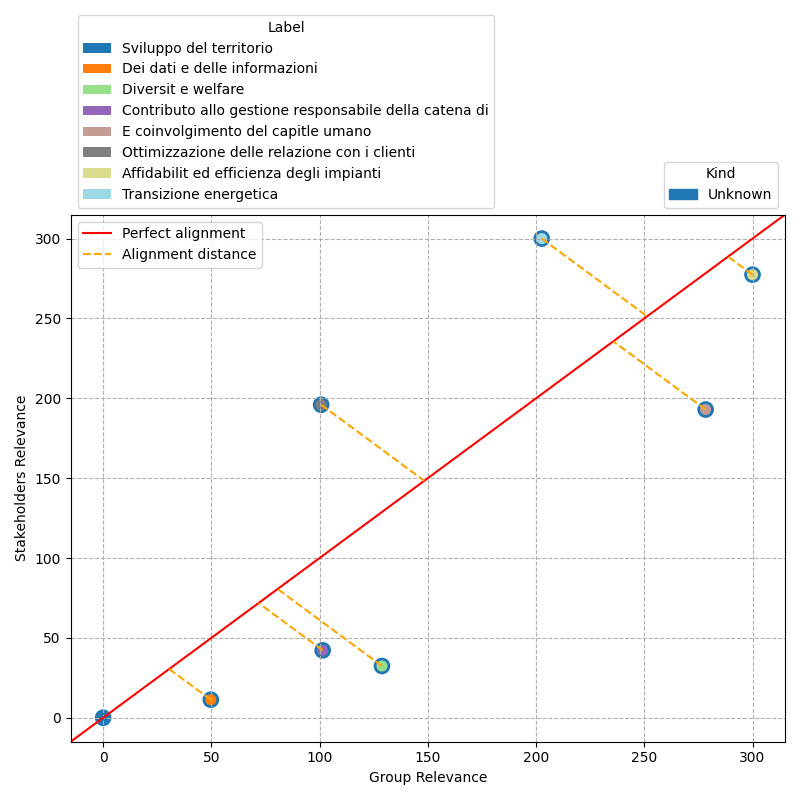 Label
Sviluppo del territorio
Dei dati e delle informazioni
Diversit e welfare
Contributo allo gestione responsabile della catena di
E coinvolgimento del capitle umano
Ottimizzazione delle relazione con i clienti
Affidabilit ed efficienza degli impianti
Transizione energetica
Kind
Unknown
Perfect alignment
Alignment distance
300
250
200
150
100
50
0
Stakeholders Relevance
0 50 100 150 200 250 300
Group Relevance